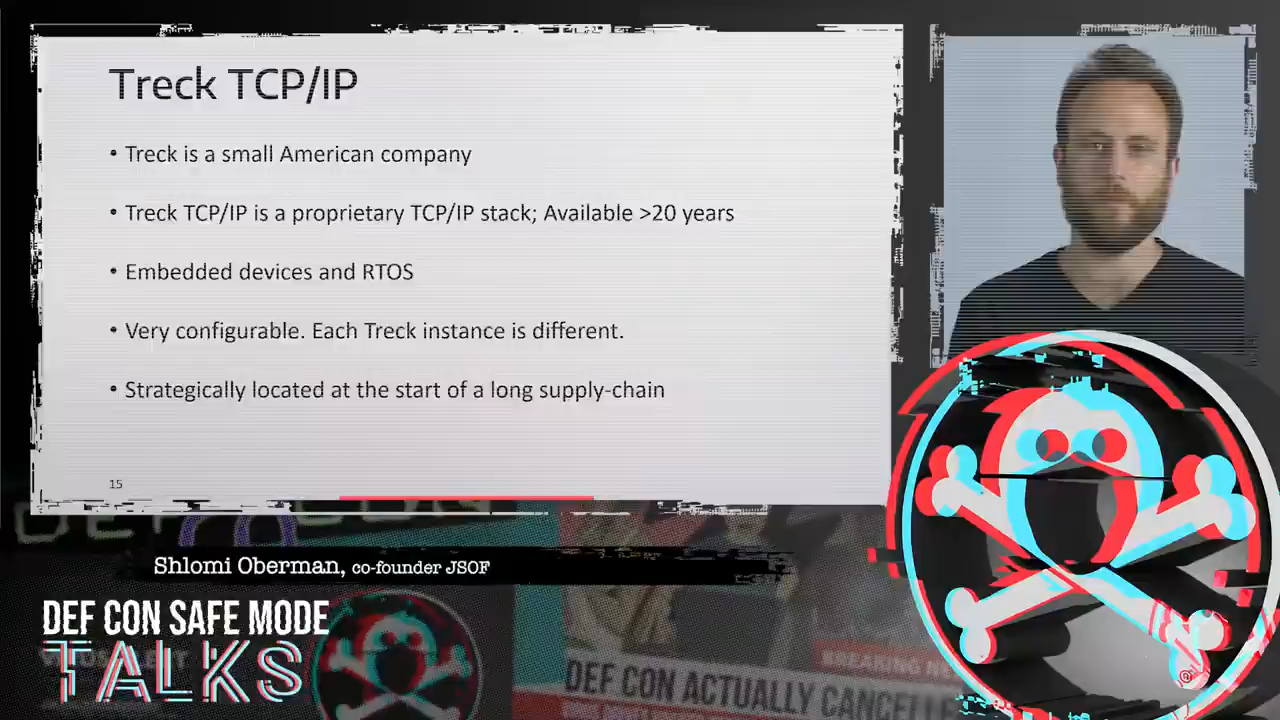 Treck TCP/IP
• Treck is a small American company
• Treck TCP/IP is a proprietary TCP/IP stack; Available >20 years
• Embedded devices and RTOS
• Very configurable. Each Treck instance is different.
• Strategically located at the start of a long supply-chain
15
DEF CON
Shlomi Oberman, co-founder JSOF
DEF CON SAFE MODE
TALKS
BREAKING NE
DEF CON ACTUALLY CANCELLE